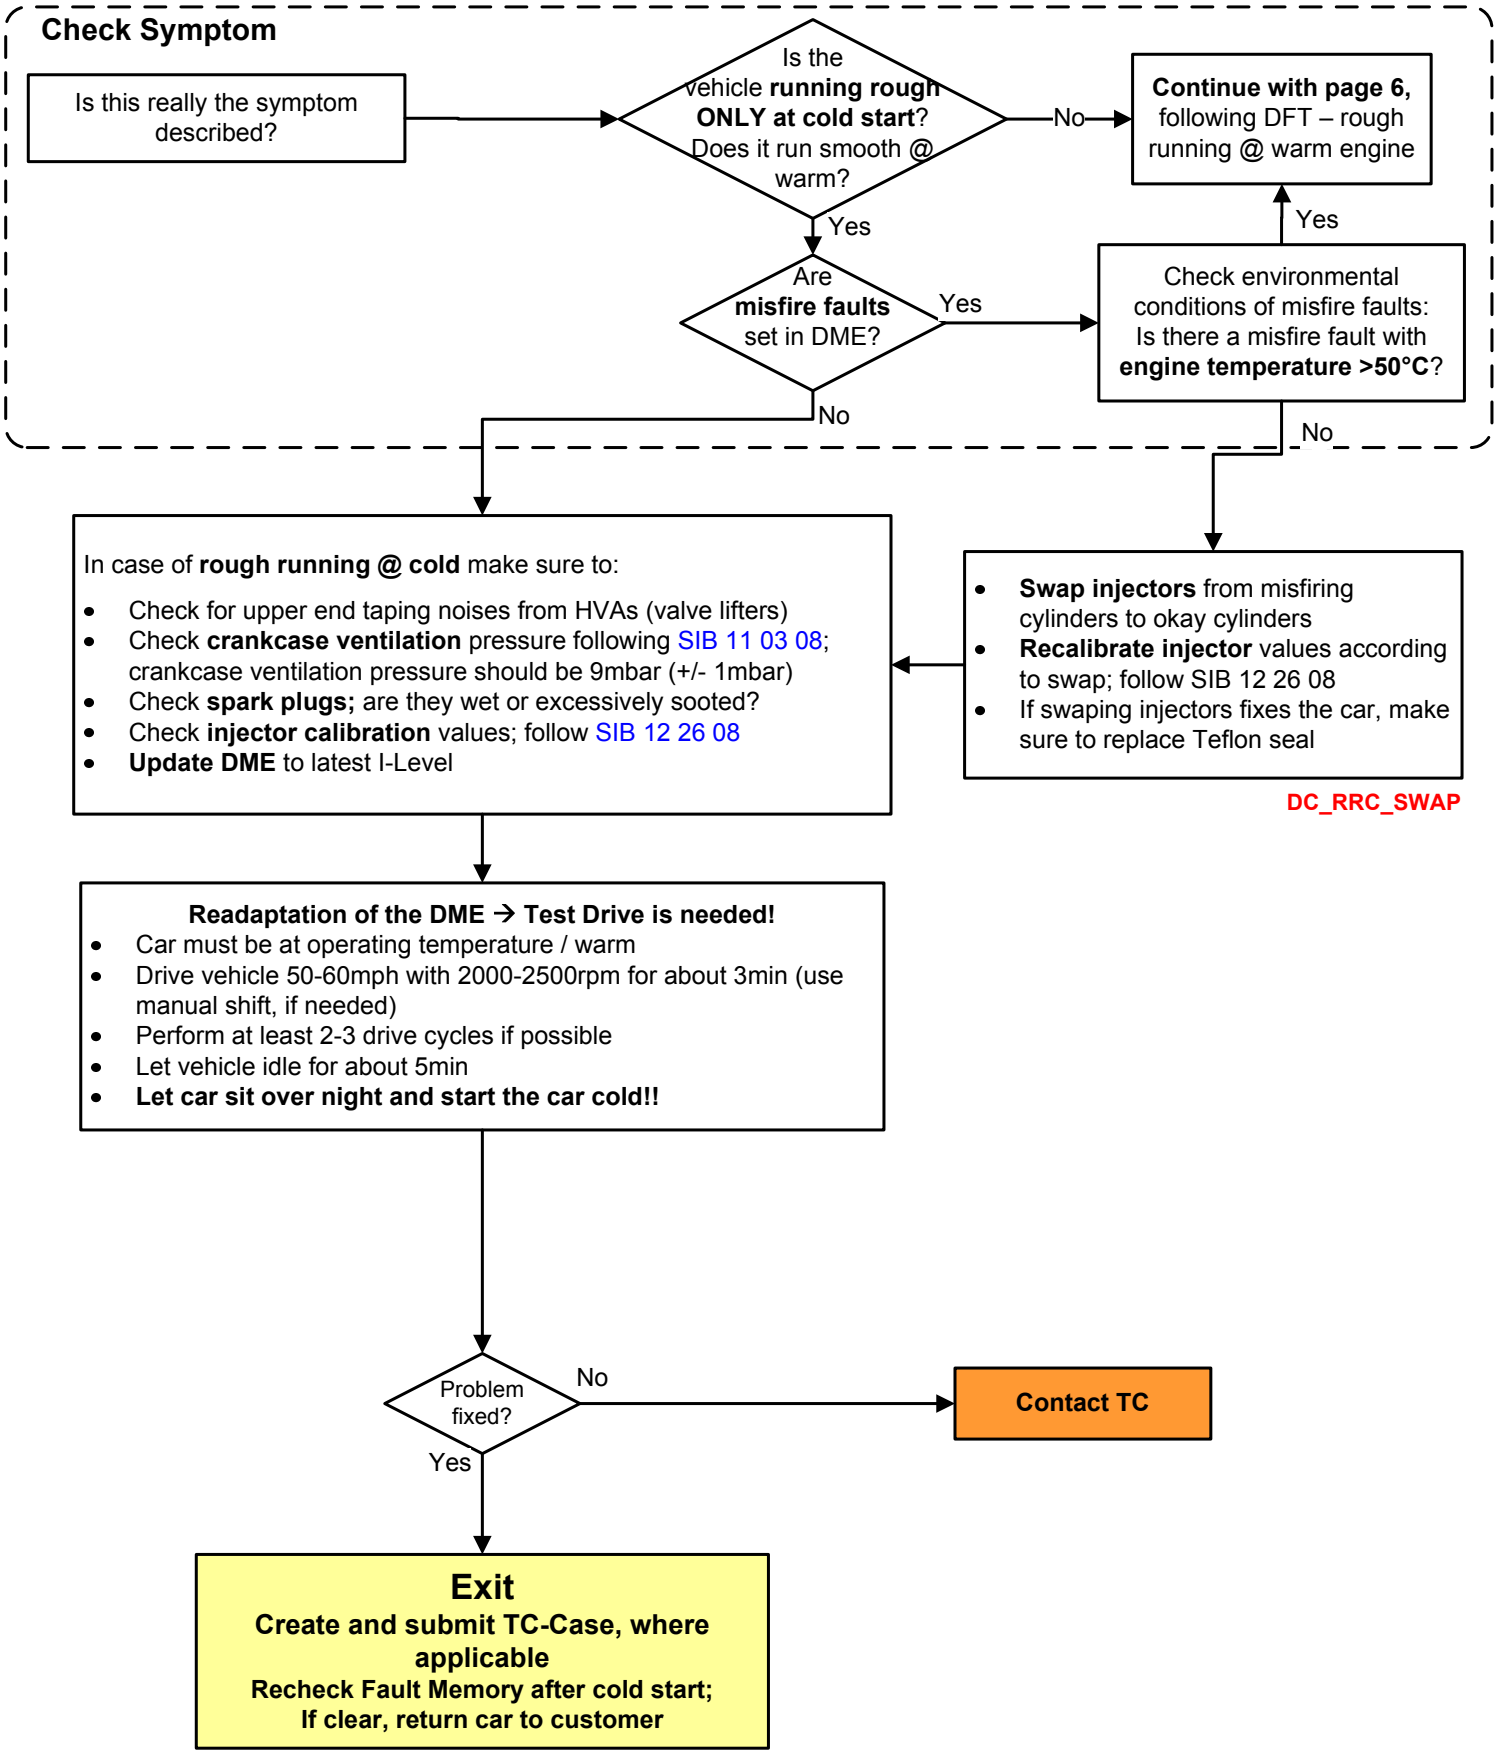 Check Symptom
Is this really the symptom
described?
Is the
vehicle running rough
ONLY at cold start?
Does it run smooth @
warm?
No
Continue with page 6,
following DFT – rough
running @ warm engine
Yes
Yes
Are
misfire faults
set in DME?
Yes
Check environmental
conditions of misfire faults:
Is there a misfire fault with
engine temperature >50°C?
No
No
In case of rough running @ cold make sure to:
• Check for upper end taping noises from HVAs (valve lifters)
• Check crankcase ventilation pressure following SIB 11 03 08;
crankcase ventilation pressure should be 9mbar (+/- 1mbar)
• Check spark plugs; are they wet or excessively sooted?
• Check injector calibration values; follow SIB 12 26 08
• Update DME to latest I-Level
• Swap injectors from misfiring
cylinders to okay cylinders
• Recalibrate injector values according
to swap; follow SIB 12 26 08
• If swaping injectors fixes the car, make
sure to replace Teflon seal
DC_RRC_SWAP
Readaptation of the DME → Test Drive is needed!
• Car must be at operating temperature / warm
• Drive vehicle 50-60mph with 2000-2500rpm for about 3min (use
manual shift, if needed)
• Perform at least 2-3 drive cycles if possible
• Let vehicle idle for about 5min
• Let car sit over night and start the car cold!!
Problem
fixed?
No
Contact TC
Yes
Exit
Create and submit TC-Case, where
applicable
Recheck Fault Memory after cold start;
If clear, return car to customer